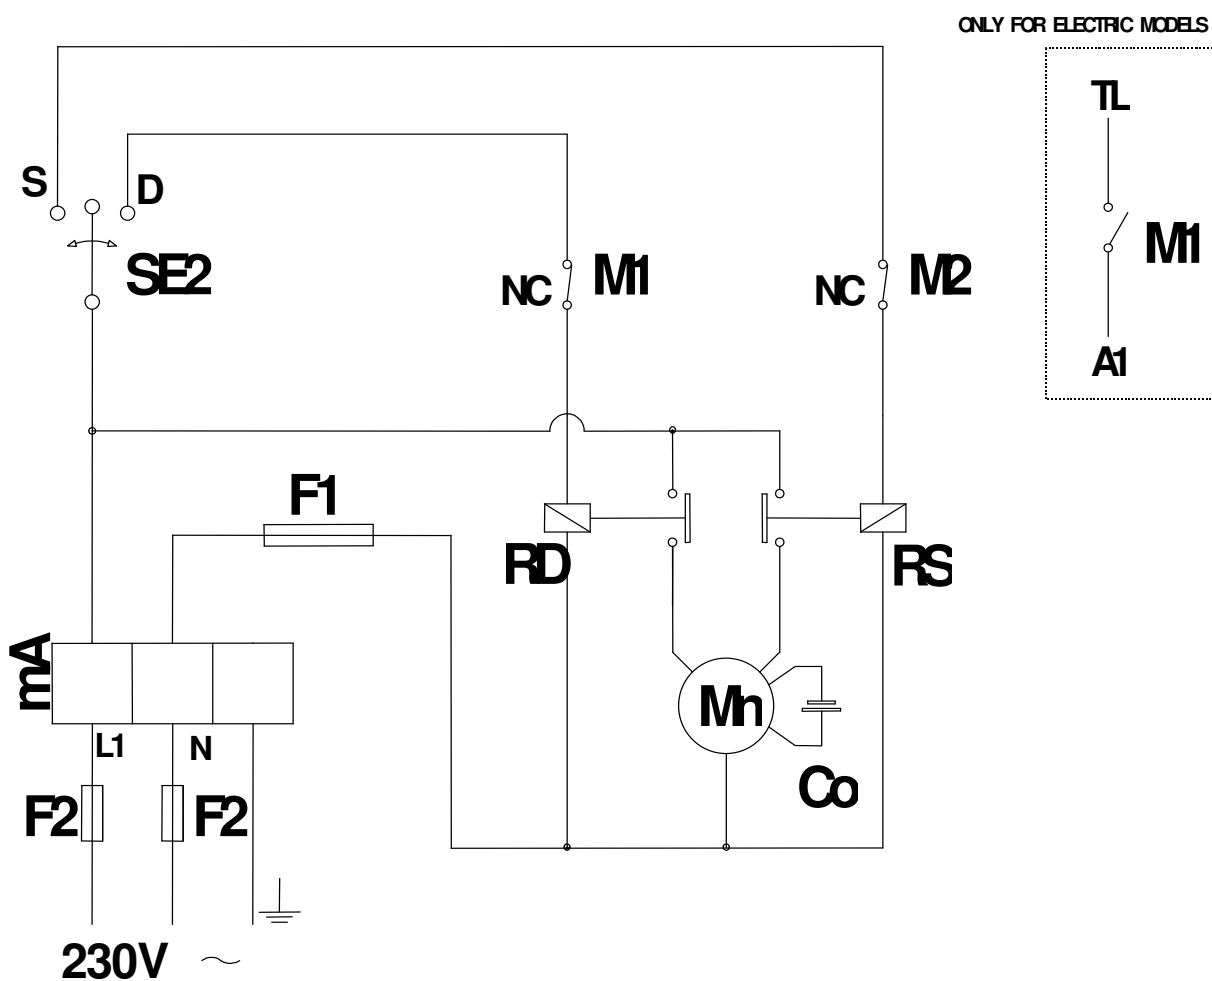 ONLY FOR ELECTRIC MODELS
TL
S
D
SE2
NC
M1
NC
M2
M1
A1
F1
RD
RS
mA
Mn
L1
N
Co
F2
F2
230V ~